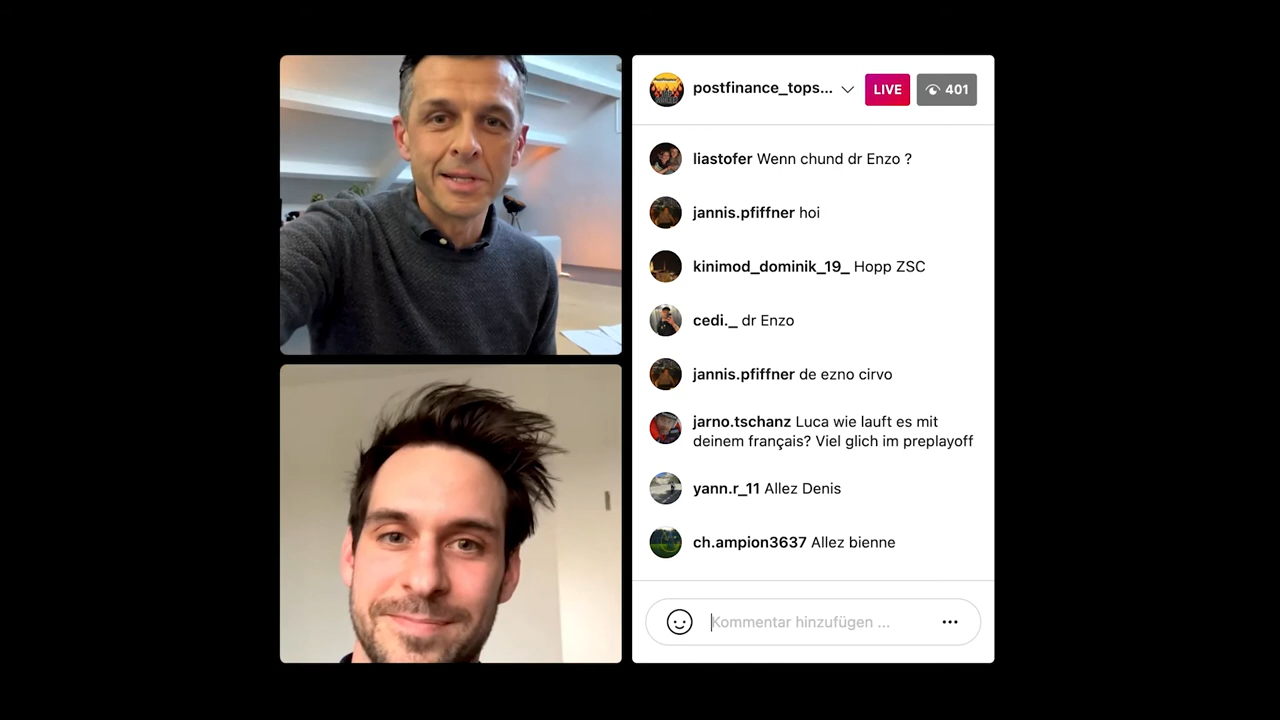 postfinance_tops...
LIVE
401
liastofer Wenn chund dr Enzo ?
jannis.pfiffner hoi
kinimod_dominik_19_ Hopp ZSC
cedi._ dr Enzo
jannis.pfiffner de ezno cirvo
jarno.tschanz Luca wie lauft es mit
deinem français? Viel glich im preplayoff
yann.r_11 Allez Denis
ch.ampion3637 Allez bienne
Kommentar hinzufügen ...